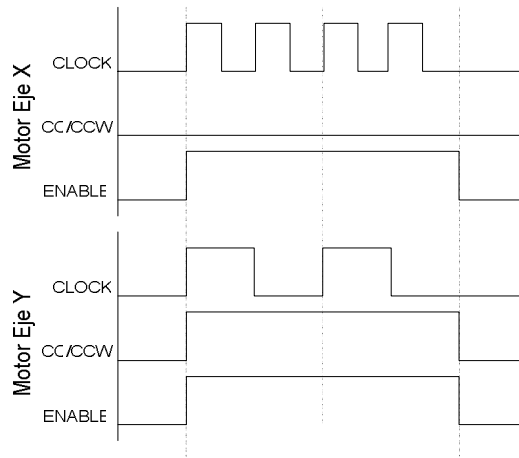 Motor Eje X
CLOCK
CC/CCW
ENABLE
Motor Eje Y
CLOCK
CC/CCW
ENABLE